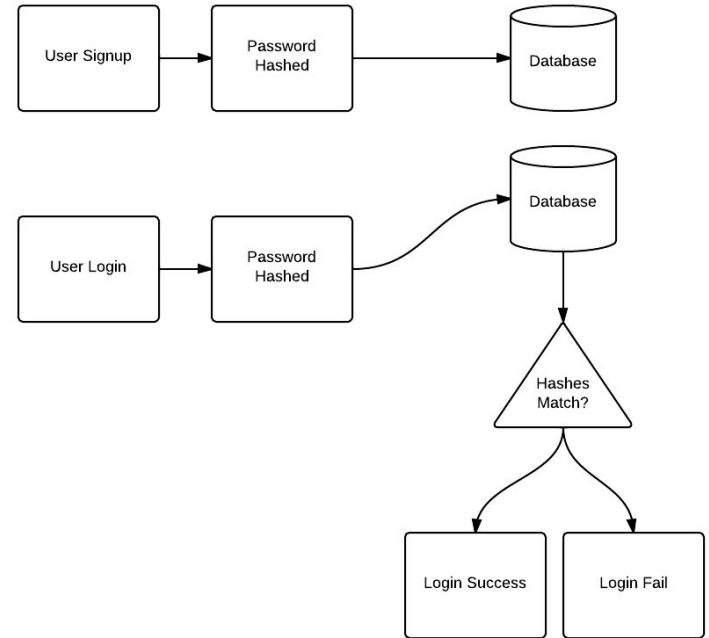 User Signup
Password
Hashed
Database
Database
User Login
Password
Hashed
Hashes
Match?
Login Success
Login Fail